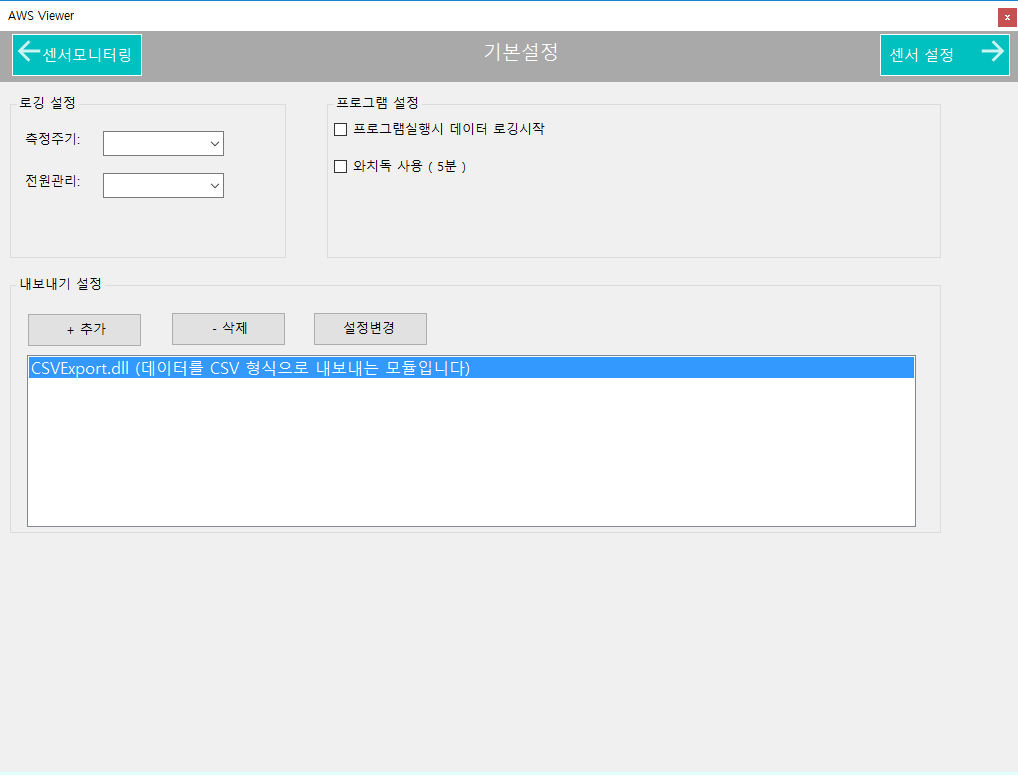 AWS Viewer
x
센서모니터링
기본설정
센서 설정
로깅 설정
측정주기:
전원관리:
프로그램 설정
프로그램실행시 데이터 로깅시작
와치독 사용 ( 5분 )
내보내기 설정
+ 추가
- 삭제
설정변경
CSVExport.dll (데이터를 CSV 형식으로 내보내는 모듈입니다)